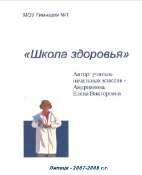 МОУ Гимназия №1
«Школа здоровья»
Автор: учитель
начальных классов -
Андрианова
Елена Викторовна
Липецк - 2007-2008 г.г.